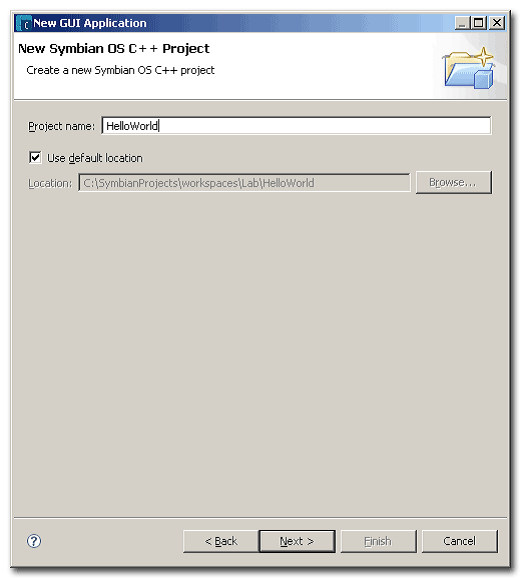 New GUI Application
New Symbian OS C++ Project
Create a new Symbian OS C++ project
Project name: HelloWorld
Use default location
Location: C:\SymbianProjects\workspaces\Lab\HelloWorld Browse...
? < Back Next > Finish Cancel